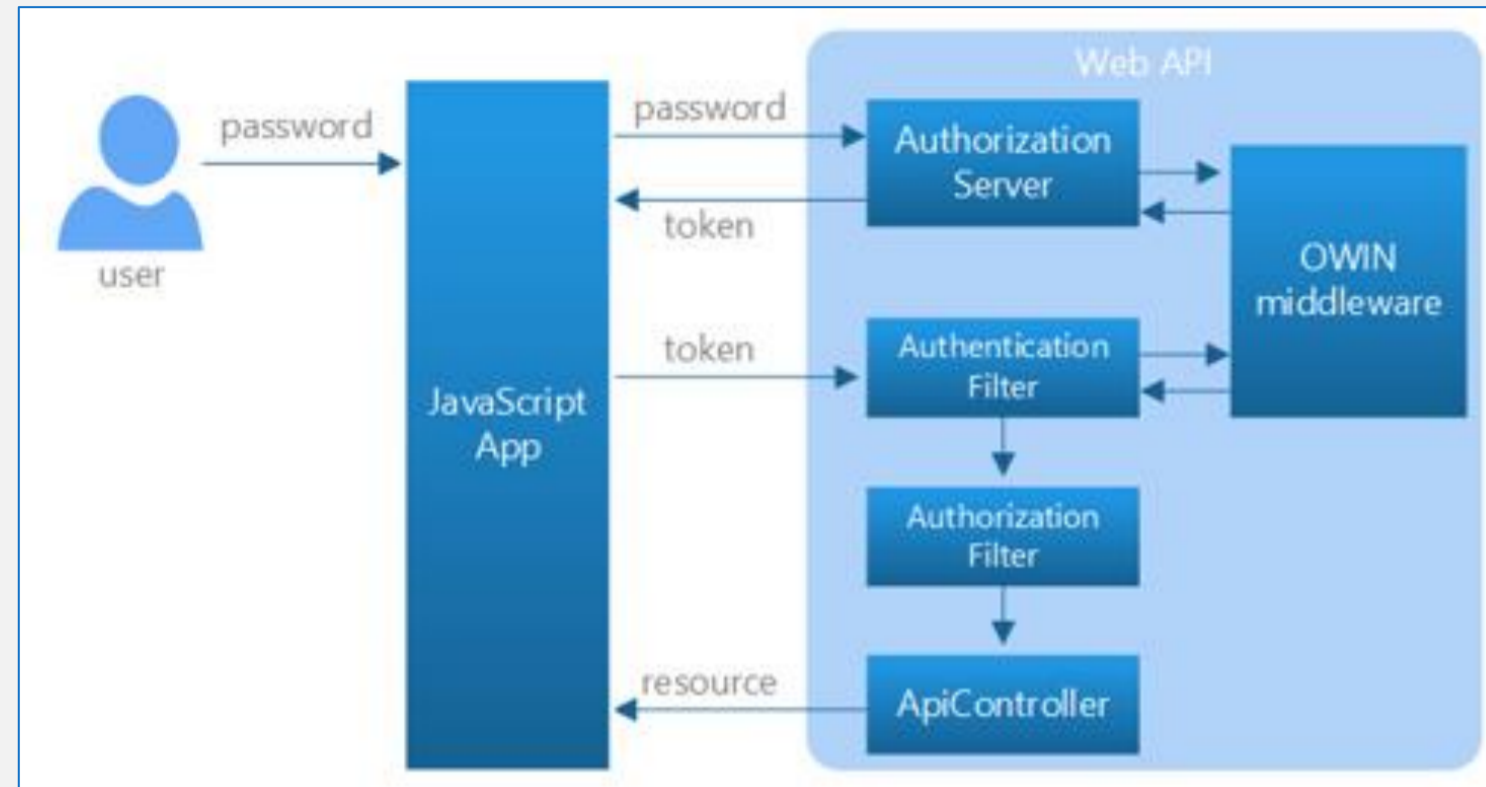 Web API
password
password
Authorization
Server
token
user
OWIN
middleware
token
Authentication
Filter
JavaScript
App
Authorization
Filter
resource
ApiController